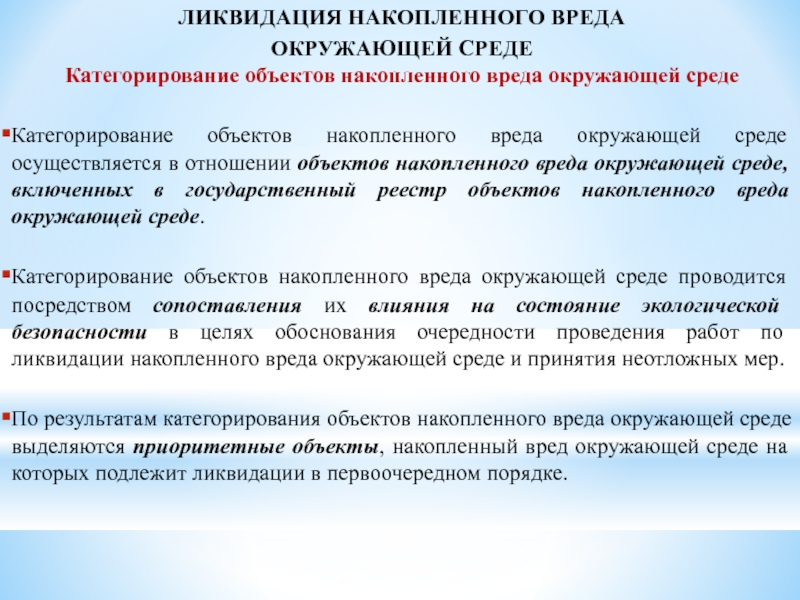 ЛИКВИДАЦИЯ НАКОПЛЕННОГО ВРЕДА
ОКРУЖАЮЩЕЙ СРЕДЕ
Категорирование объектов накопленного вреда окружающей среде
▪Категорирование объектов накопленного вреда окружающей среде
осуществляется в отношении объектов накопленного вреда окружающей среде,
включенных в государственный реестр объектов накопленного вреда
окружающей среде.
▪Категорирование объектов накопленного вреда окружающей среде проводится
посредством сопоставления их влияния на состояние экологической
безопасности в целях обоснования очередности проведения работ по
ликвидации накопленного вреда окружающей среде и принятия неотложных мер.
▪По результатам категорирования объектов накопленного вреда окружающей среде
выделяются приоритетные объекты, накопленный вред окружающей среде на
которых подлежит ликвидации в первоочередном порядке.